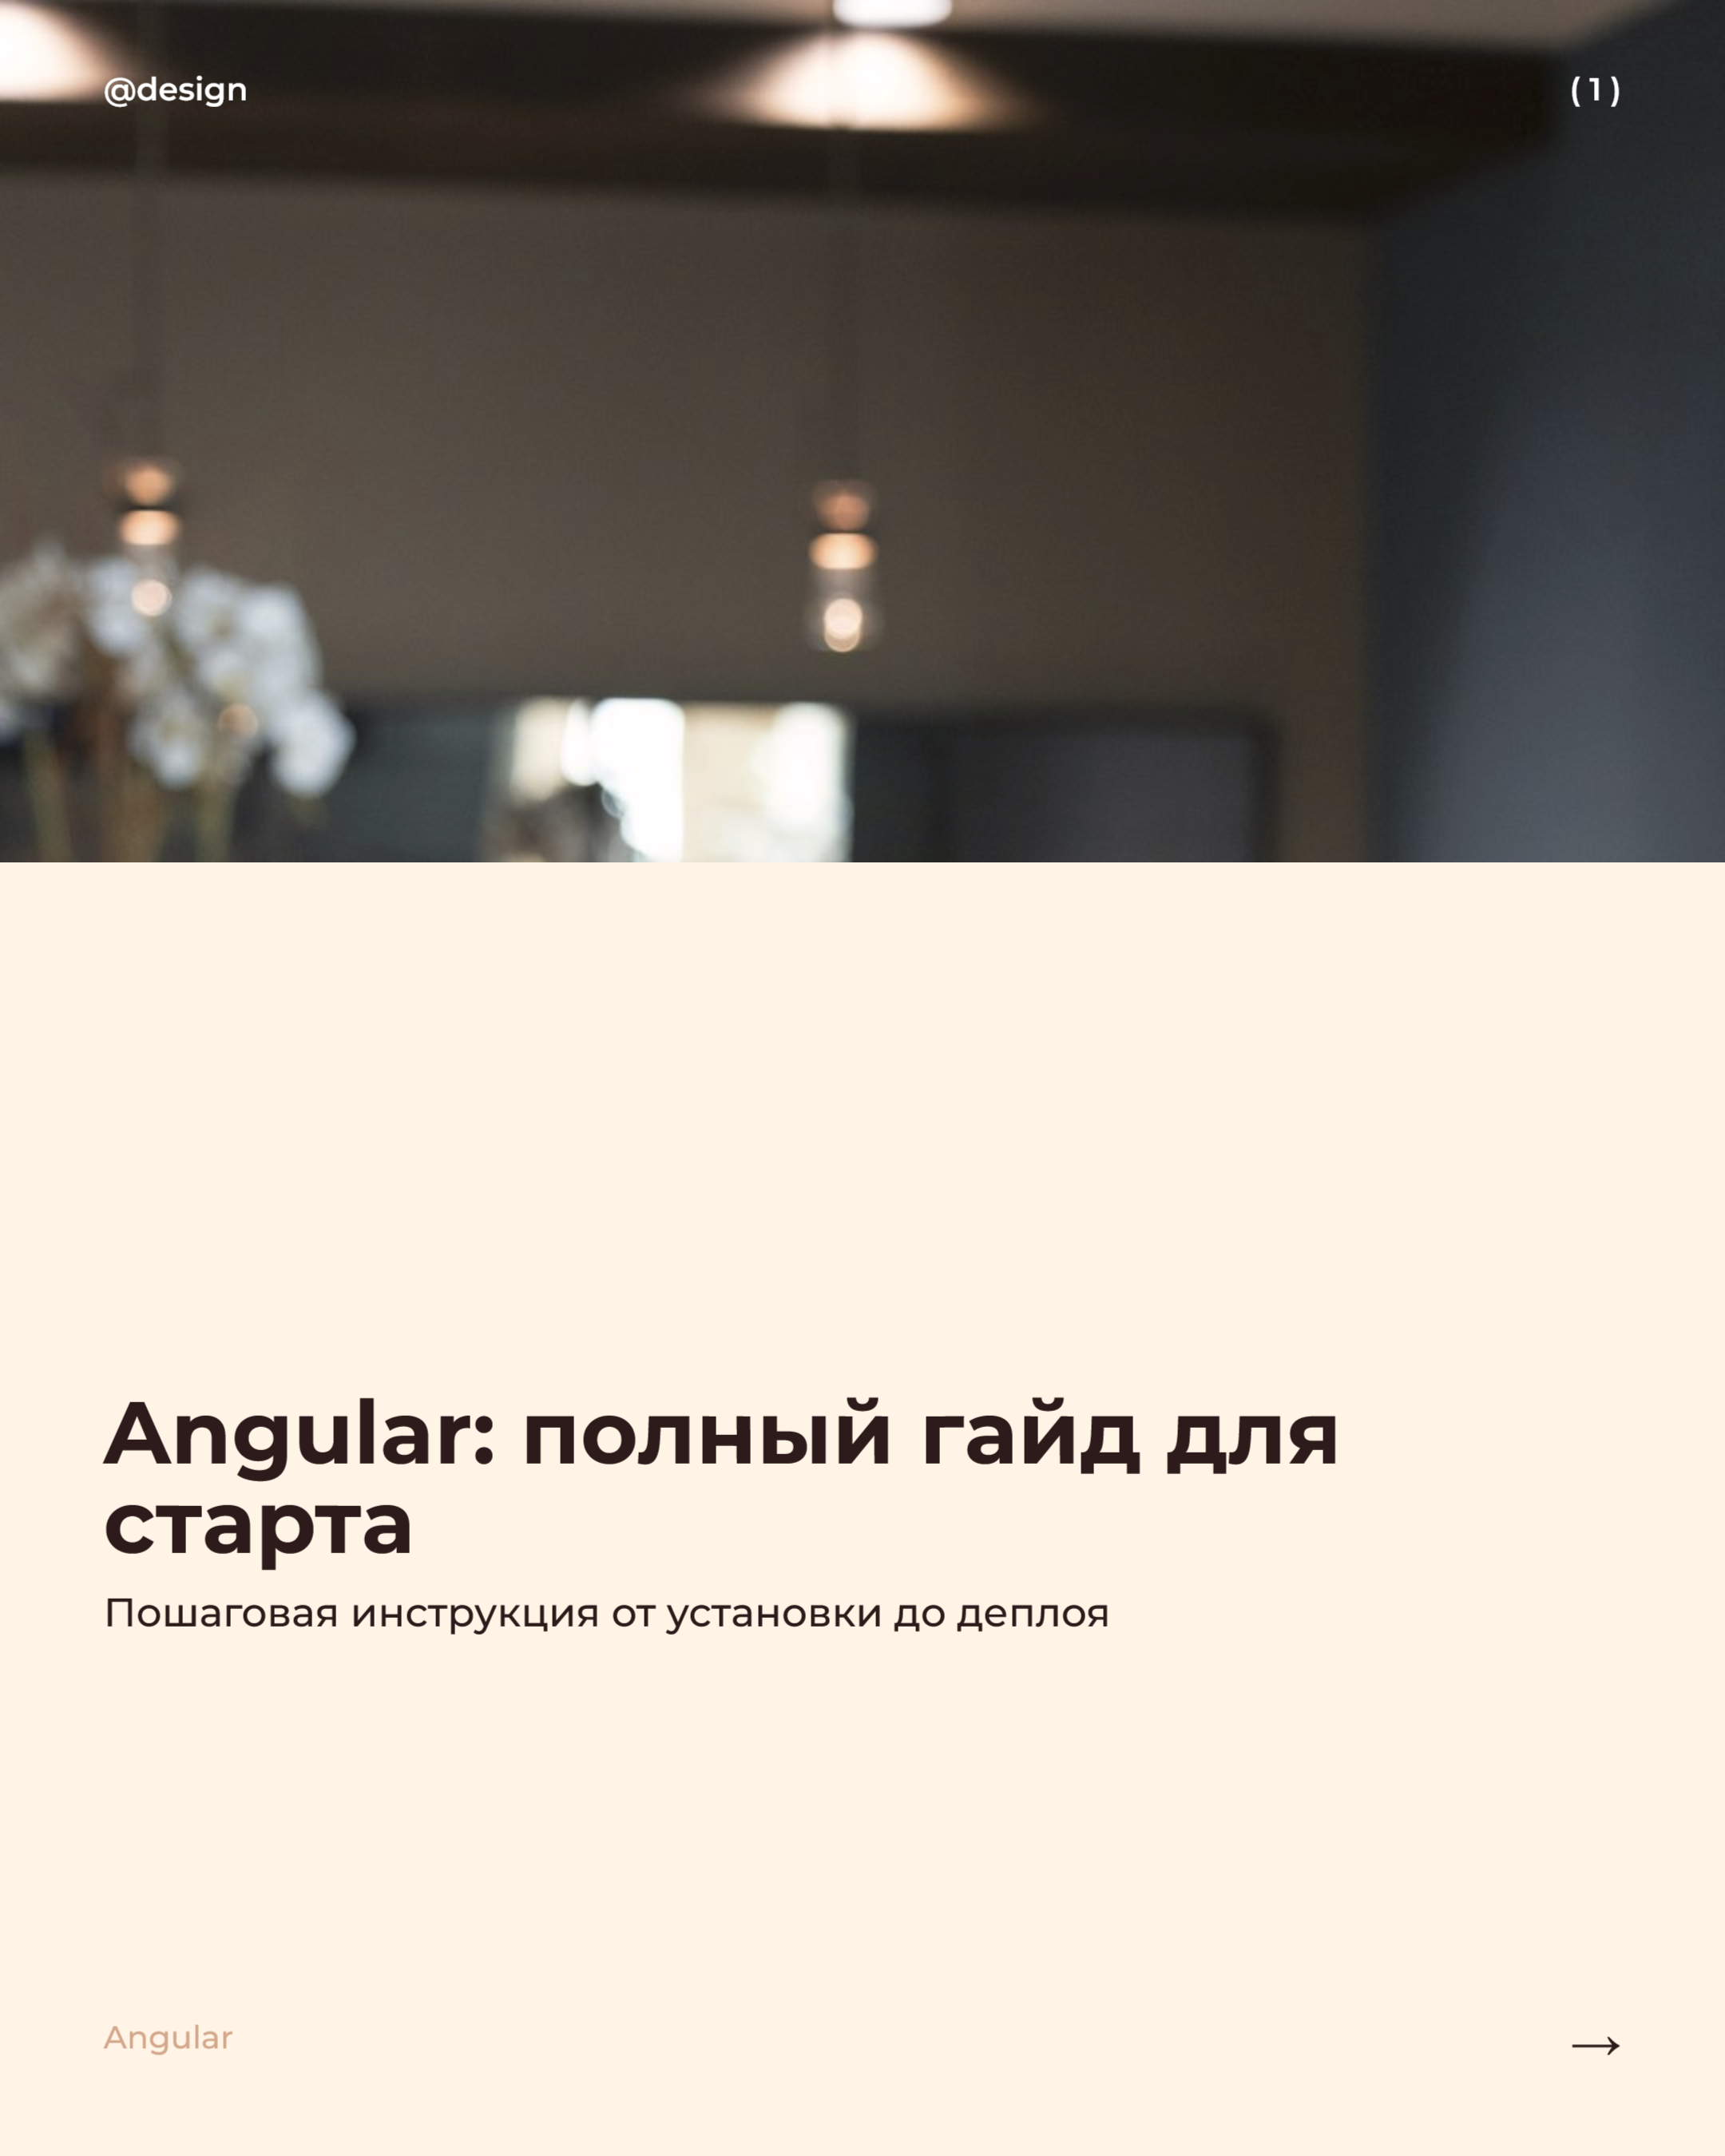 @design
( 1 )
Angular: полный гайд для
старта
Пошаговая инструкция от установки до деплоя
Angular
→